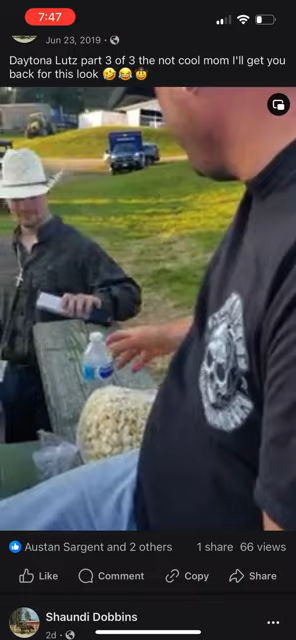 7:47
Jun 23, 2019 ·
Daytona Lutz part 3 of 3 the not cool mom I'll get you
back for this look 🤣😂🤠
Austan Sargent and 2 others 1 share 66 views
Like Comment Copy Share
Shaundi Dobbins
2d ·